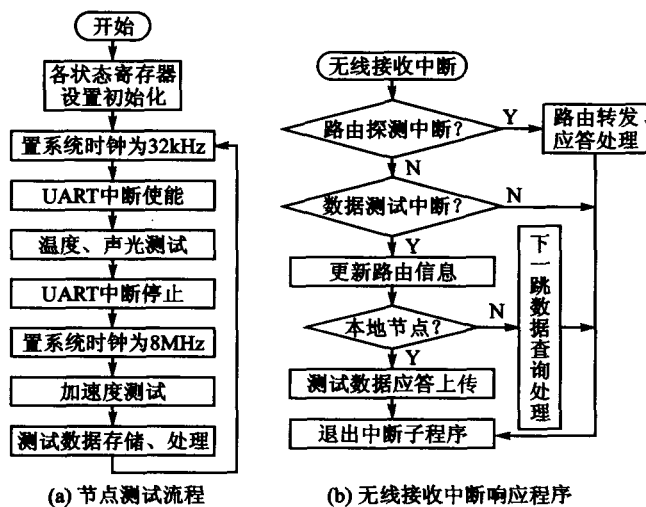 开始
各状态寄存器
设置初始化
置系统时钟为32kHz
UART中断使能
温度、声光测试
UART中断停止
置系统时钟为8MHz
加速度测试
测试数据存储、处理
(a) 节点测试流程
无线接收中断
路由探测中断?
Y
路由转发、
应答处理
N
数据测试中断?
N
Y
更新路由信息
本地节点?
N
下一跳数据查询处理
Y
测试数据应答上传
退出中断子程序
(b) 无线接收中断响应程序